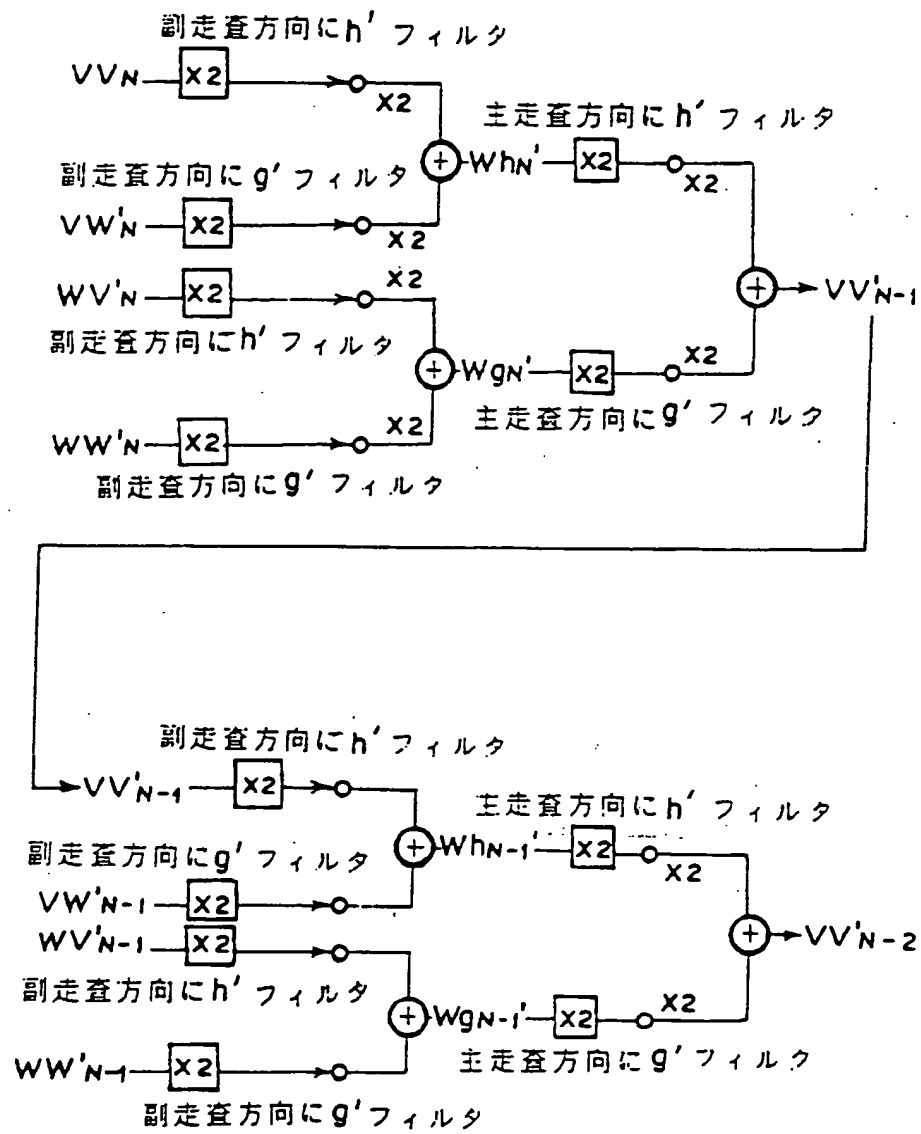 副走査方向にh' フィルタ
VVN X2 X2
主走査方向にh' フィルタ
WhN' X2 X2
副走査方向にg' フィルタ
VW'N X2 X2
WV'N X2 X2
VV'N-1
副走査方向にh' フィルタ
WgN' X2 X2
主走査方向にg' フィルタ
WW'N X2 X2
副走査方向にg' フィルタ
副走査方向にh' フィルタ
VV'N-1 X2
主走査方向にh' フィルタ
WhN-1' X2 X2
副走査方向にg' フィルタ
VW'N-1 X2
WV'N-1 X2
VV'N-2
副走査方向にh' フィルタ
WgN-1' X2 X2
主走査方向にg' フィルタ
WW'N-1 X2
副走査方向にg' フィルタ